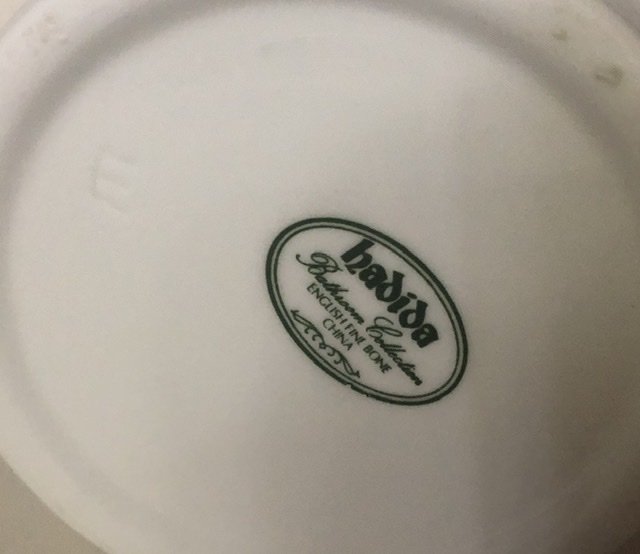 hadida
Bathroom Collection
ENGLISH FINE BONE
CHINA